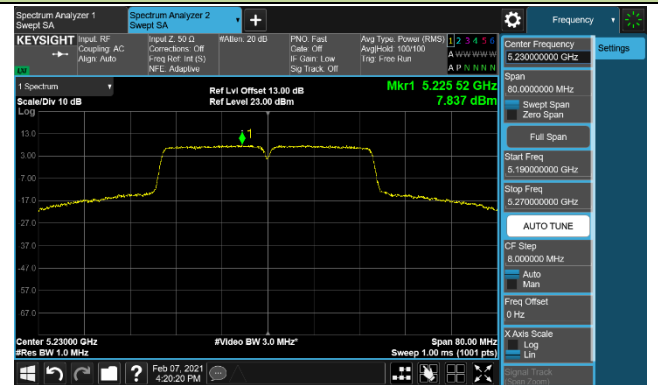 Spectrum Analyzer 1
Swept SA
Spectrum Analyzer 2
Swept SA
Frequency
KEYSIGHT
Input: RF
Coupling: AC
Align: Auto
Input Z: 50 Ω
Corrections: Off
Freq Ref: Int (S)
NFE: Adaptive
#Atten: 20 dB
PNO: Fast
Gate: Off
IF Gain: Low
Sig Track: Off
Avg Type: Power (RMS)
Avg|Hold: 100/100
Trig: Free Run
1 2 3 4 5 6
A W W W W W
A P N N N N
LW
1 Spectrum
Scale/Div 10 dB
Log
Ref Lvl Offset 13.00 dB
Ref Level 23.00 dBm
Mkr1 5.225 52 GHz
7.837 dBm
1
13.0
3.00
-7.00
-17.0
-27.0
-37.0
-47.0
-57.0
-67.0
Center 5.23000 GHz
#Res BW 1.0 MHz
#Video BW 3.0 MHz*
Span 80.00 MHz
Sweep 1.00 ms (1001 pts)
Feb 07, 2021
4:20:20 PM
Center Frequency
5.230000000 GHz
Settings
Span
80.0000000 MHz
Swept Span
Zero Span
Full Span
Start Freq
5.190000000 GHz
Stop Freq
5.270000000 GHz
AUTO TUNE
CF Step
8.000000 MHz
Auto
Man
Freq Offset
0 Hz
X Axis Scale
Log
Lin
Signal Track
(Span Zoom)